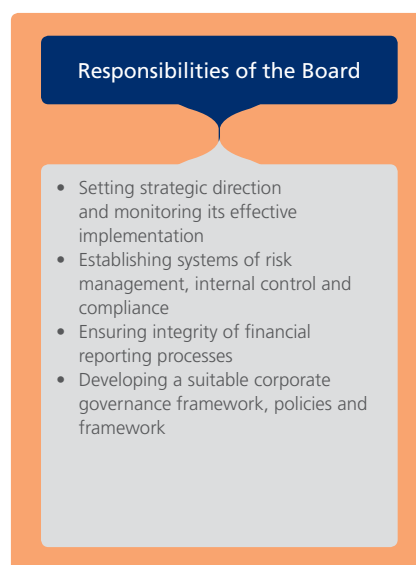 Responsibilities of the Board
• Setting strategic direction
and monitoring its effective
implementation
• Establishing systems of risk
management, internal control and
compliance
• Ensuring integrity of financial
reporting processes
• Developing a suitable corporate
governance framework, policies and
framework